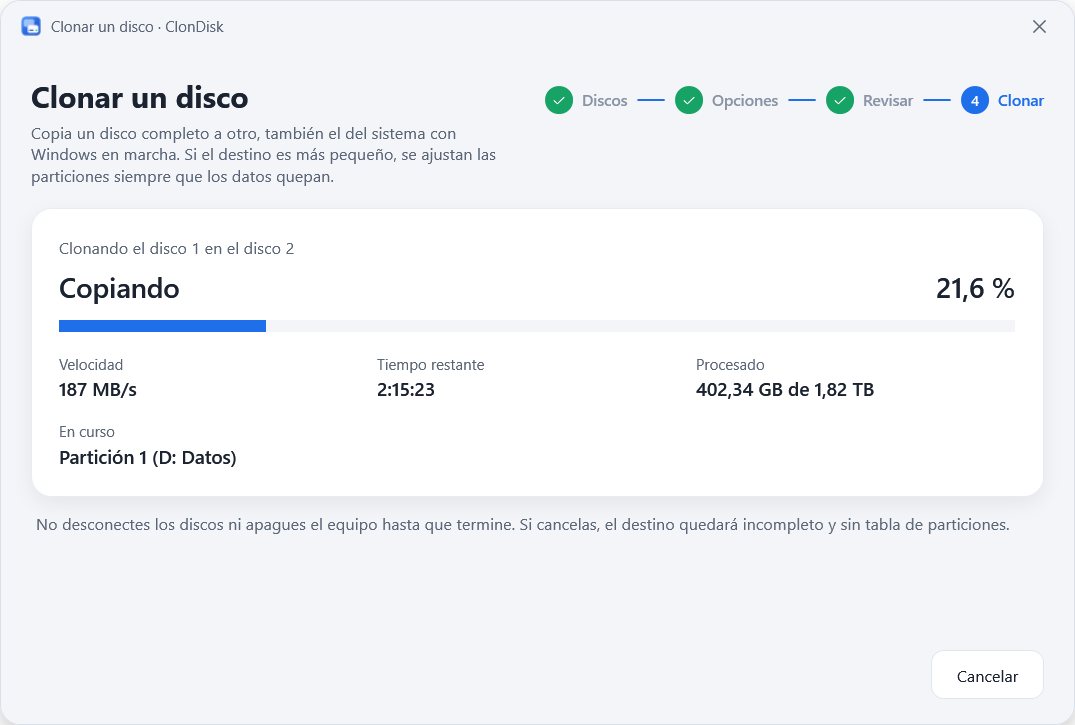 Clonar un disco · ClonDisk
Clonar un disco
Discos
Opciones
Revisar
4 Clonar
Copia un disco completo a otro, también el del sistema con
Windows en marcha. Si el destino es más pequeño, se ajustan las
particiones siempre que los datos quepan.
Clonando el disco 1 en el disco 2
Copiando
21,6 %
Velocidad
187 MB/s
Tiempo restante
2:15:23
Procesado
402,34 GB de 1,82 TB
En curso
Partición 1 (D: Datos)
No desconectes los discos ni apagues el equipo hasta que termine. Si cancelas, el destino quedará incompleto y sin tabla de particiones.
Cancelar